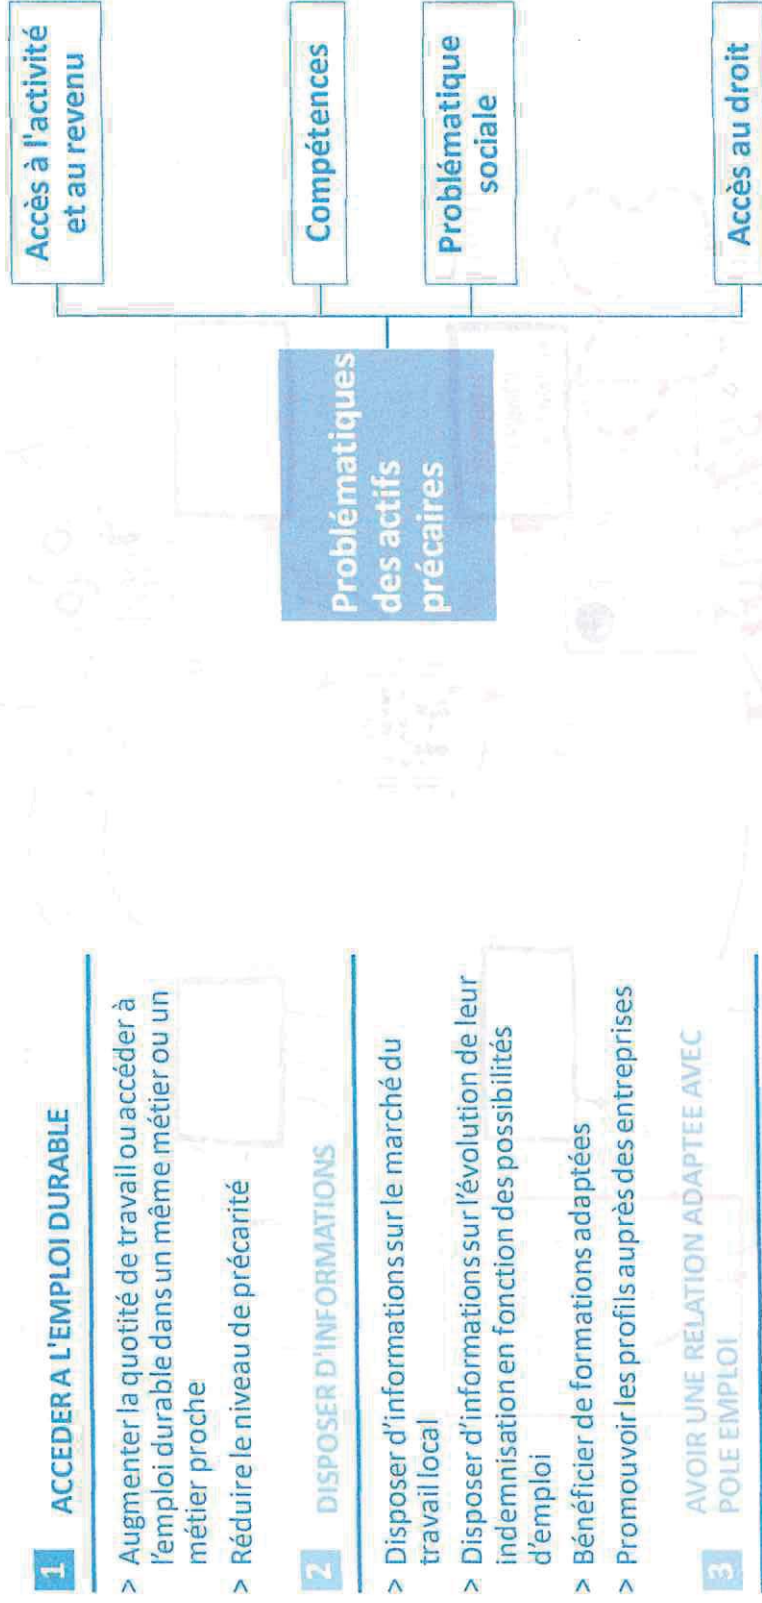 1 ACCEDER A L'EMPLOI DURABLE
> Augmenter la quotité de travail ou accéder à
l'emploi durable dans un même métier ou un
métier proche
> Réduire le niveau de précarité
2 DISPOSER D'INFORMATIONS
> Disposer d'informations sur le marché du
travail local
> Disposer d'informations sur l'évolution de leur
indemnisation en fonction des possibilités
d'emploi
> Bénéficier de formations adaptées
> Promouvoir les profils auprès des entreprises
3 AVOIR UNE RELATION ADAPTEE AVEC
POLE EMPLOI
Problématiques
des actifs
précaires
Accès à l'activité
et au revenu
Compétences
Problématique
sociale
Accès au droit